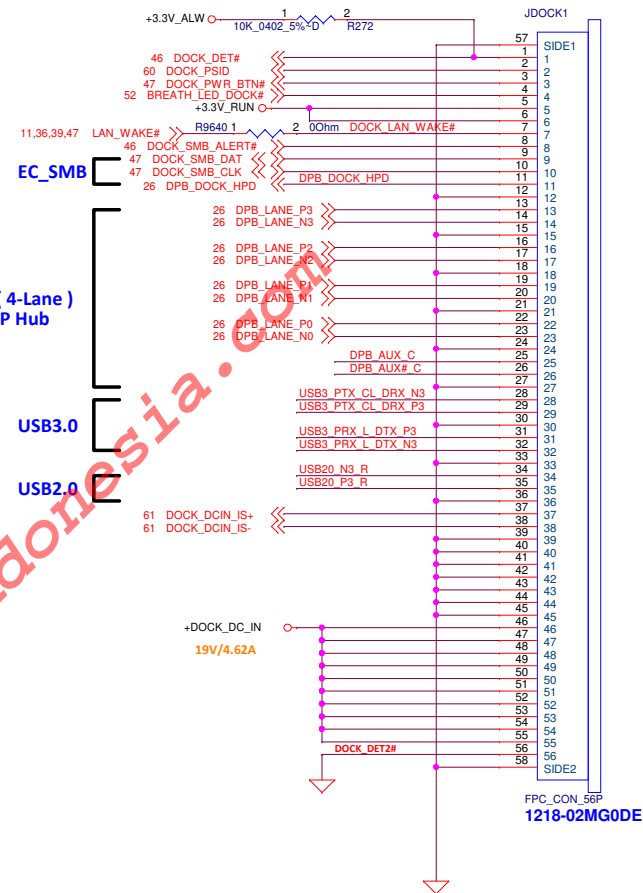 +3.3V_ALW
1
2
10K_0402_5%~D
R272
JDOCK1
57
SIDE1
46 DOCK_DET#
1
1
60 DOCK_PSID
2
2
47 DOCK_PWR_BTN#
3
3
52 BREATH_LED_DOCK#
4
4
+3.3V_RUN
5
5
6
6
11,36,39,47 LAN_WAKE#
R9640 1
2
0Ohm
DOCK_LAN_WAKE#
7
7
46 DOCK_SMB_ALERT#
8
8
EC_SMB
47 DOCK_SMB_DAT
9
9
47 DOCK_SMB_CLK
10
10
26 DPB_DOCK_HPD
DPB_DOCK_HPD
11
11
12
12
26 DPB_LANE_P3
13
13
26 DPB_LANE_N3
14
14
15
15
26 DPB_LANE_P2
16
16
26 DPB_LANE_N2
17
17
18
18
( 4-Lane )
P Hub
26 DPB_LANE_P1
19
19
26 DPB_LANE_N1
20
20
21
21
26 DPB_LANE_P0
22
22
26 DPB_LANE_N0
23
23
24
24
DPB_AUX_C
25
25
DPB_AUX#_C
26
26
27
27
USB3.0
USB3_PTX_CL_DRX_N3
28
28
USB3_PTX_CL_DRX_P3
29
29
30
30
USB3_PRX_L_DTX_P3
31
31
USB3_PRX_L_DTX_N3
32
32
33
33
USB2.0
USB20_N3_R
34
34
USB20_P3_R
35
35
36
36
61 DOCK_DCIN_IS+
37
37
61 DOCK_DCIN_IS-
38
38
39
39
40
40
41
41
42
42
43
43
44
44
45
45
+DOCK_DC_IN
46
46
19V/4.62A
47
47
48
48
49
49
50
50
51
51
52
52
53
53
54
54
55
55
DOCK_DET2#
56
56
58
SIDE2
FPC_CON_56P
1218-02MG0DE
donesia.com